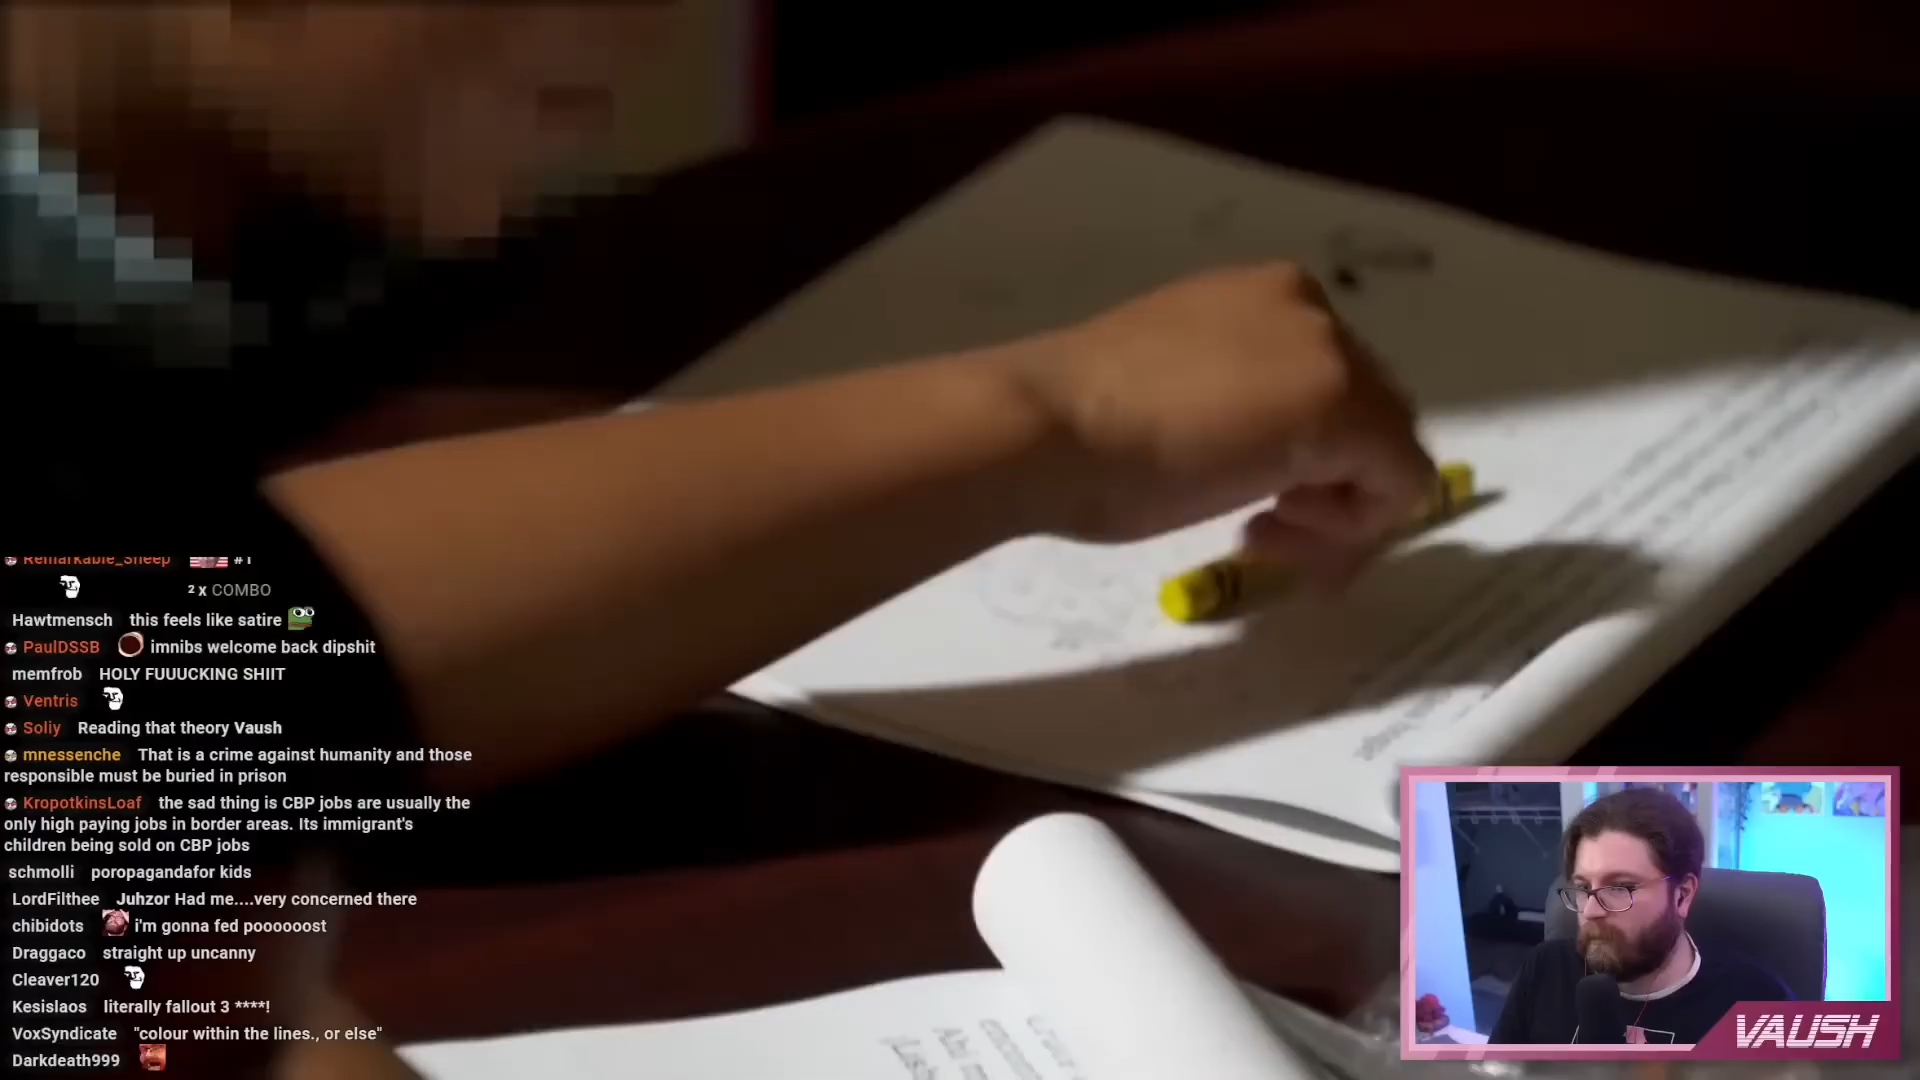 Remarkable_Sheep #1
2 x COMBO
Hawtmensch this feels like satire
PaulDSSB imnibs welcome back dipshit
memfrob HOLY FUUUCKING SHIIT
Ventris
Soliy Reading that theory Vaush
mnessenche That is a crime against humanity and those
responsible must be buried in prison
KropotkinsLoaf the sad thing is CBP jobs are usually the
only high paying jobs in border areas. Its immigrant's
children being sold on CBP jobs
schmolli poropagandafor kids
LordFilthee Juhzor Had me....very concerned there
chibidots i'm gonna fed poooooost
Draggaco straight up uncanny
Cleaver120
Kesislaos literally fallout 3 ****!
VoxSyndicate "colour within the lines., or else"
Darkdeath999
VAUSH